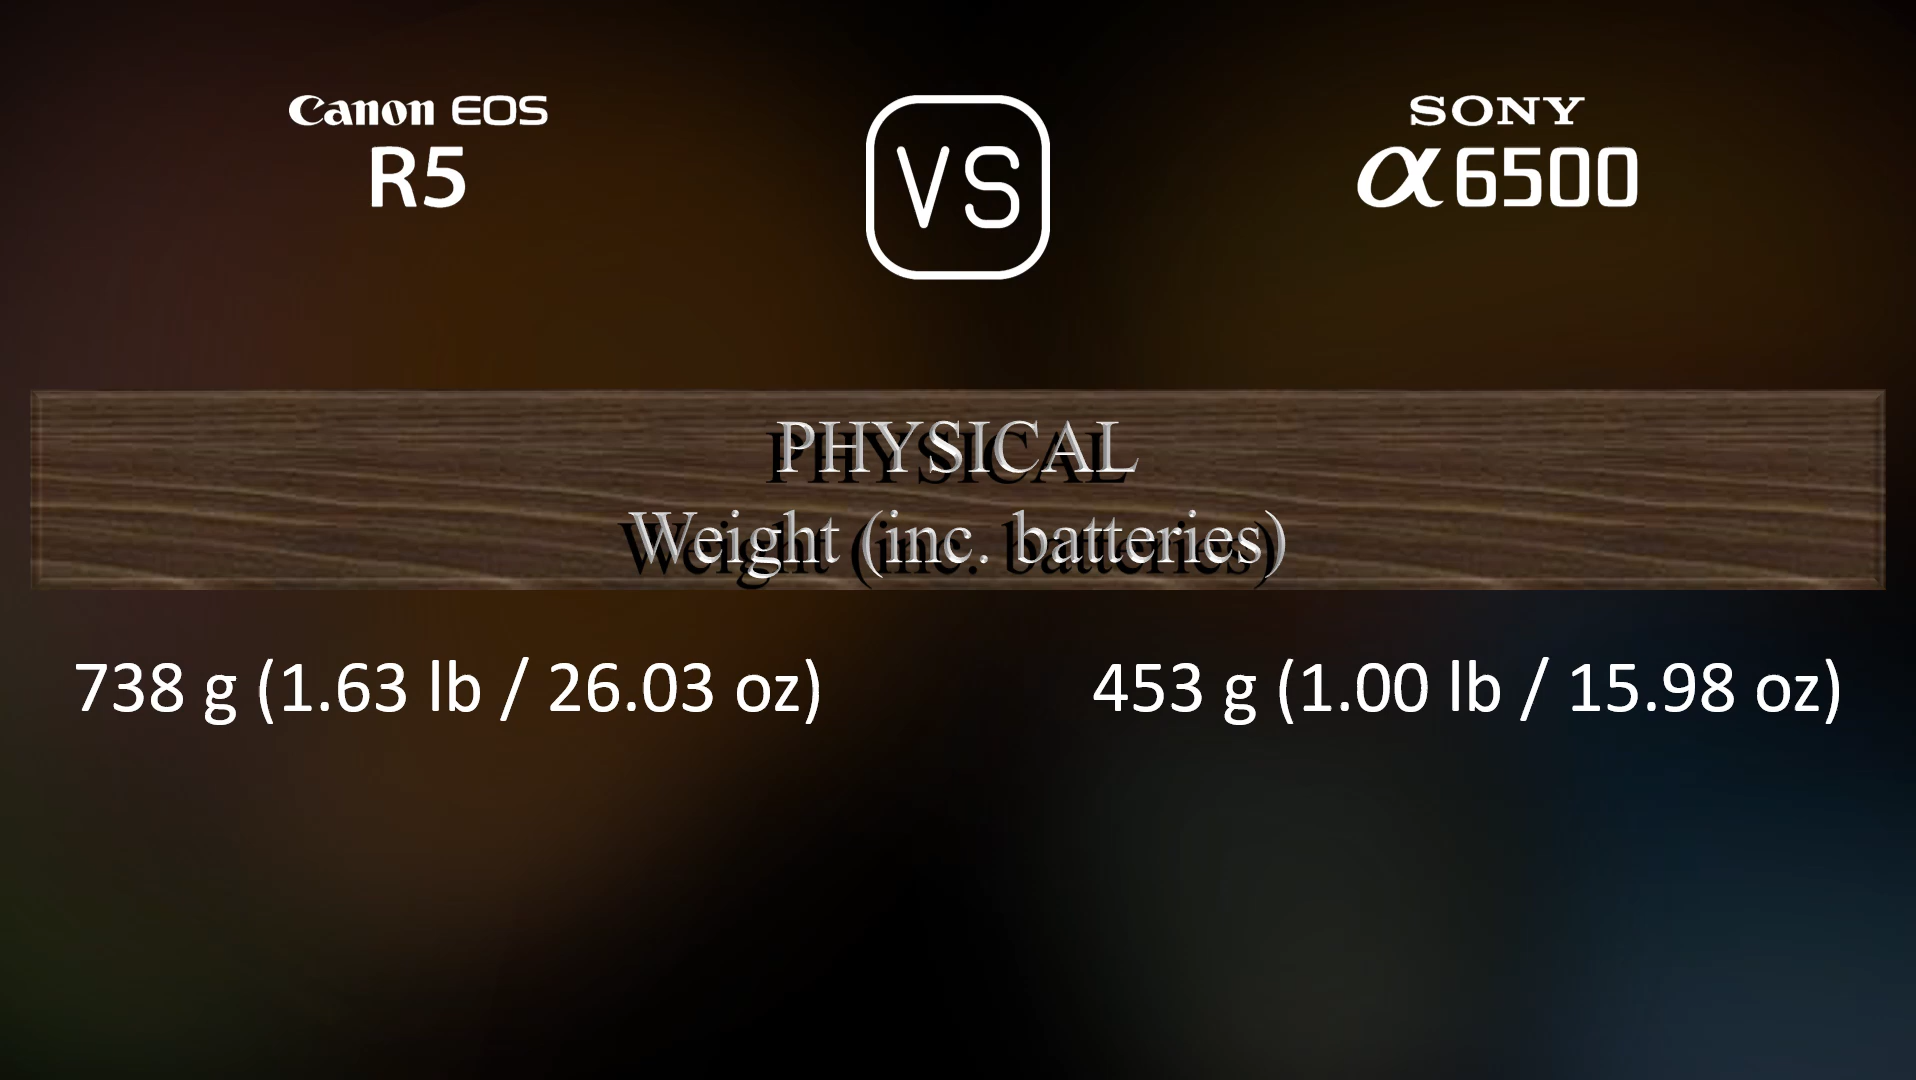 Canon EOS
R5
VS
SONY
α6500
PHYSICAL
Weight (inc. batteries)
738 g (1.63 lb / 26.03 oz)
453 g (1.00 lb / 15.98 oz)